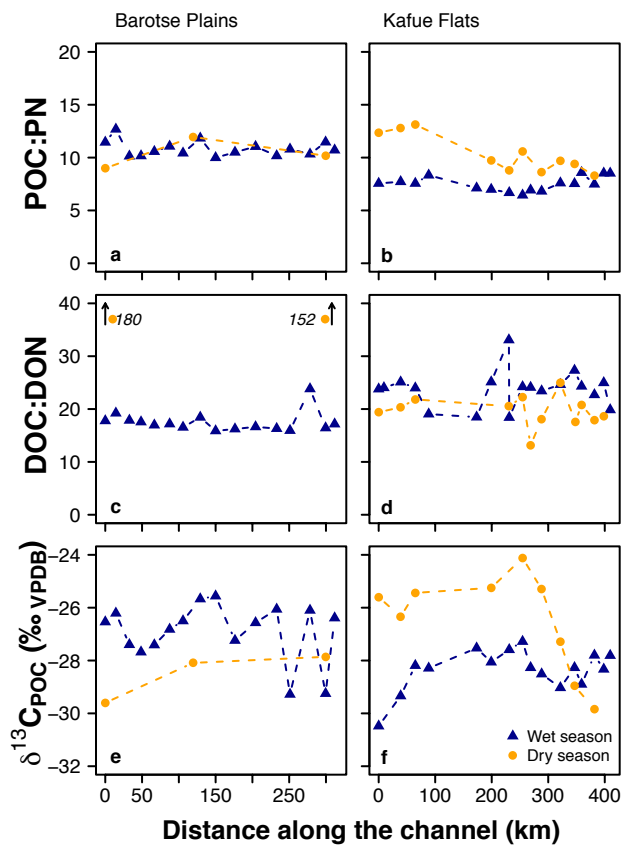 Barotse Plains Kafue Flats
POC:PN
20
15
10
5
0
a b
DOC:DON
40
30
20
10
0
180 152
c d
δ¹³C_POC (‰ VPDB)
−24
−26
−28
−30
−32
e f
Wet season
Dry season
0 50 150 250 0 100 200 300 400
Distance along the channel (km)